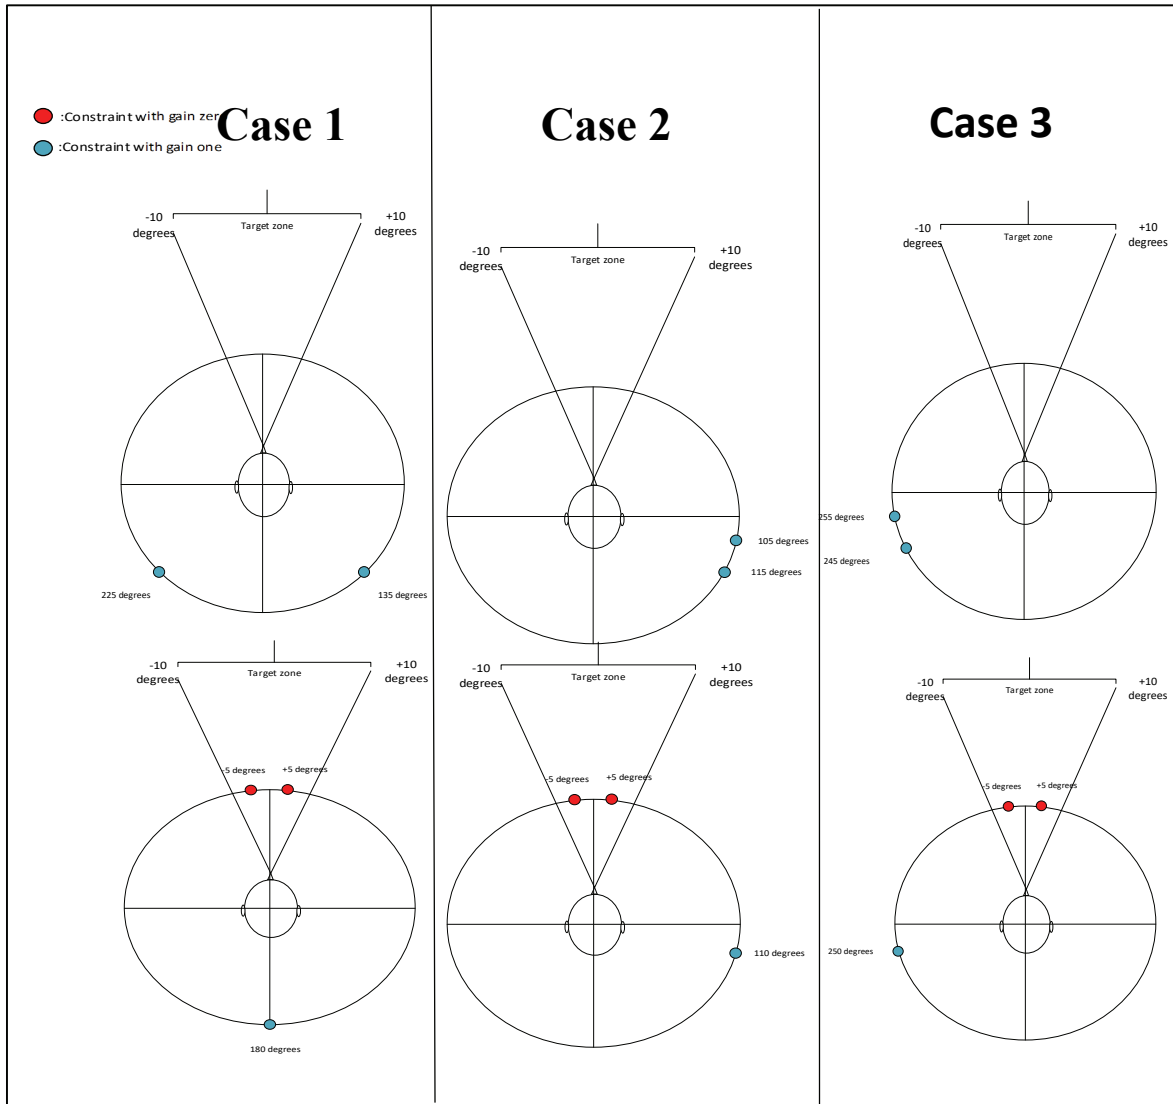 :Constraint with gain zer
:Constraint with gain one
Case 1
Case 2
Case 3
-10
degrees
Target zone
+10
degrees
-10
degrees
Target zone
+10
degrees
-10
degrees
Target zone
+10
degrees
225 degrees
135 degrees
105 degrees
115 degrees
255 degrees
245 degrees
-10
degrees
Target zone
+10
degrees
-5 degrees
+5 degrees
180 degrees
-10
degrees
Target zone
+10
degrees
-5 degrees
+5 degrees
110 degrees
-10
degrees
Target zone
+10
degrees
-5 degrees
+5 degrees
250 degrees